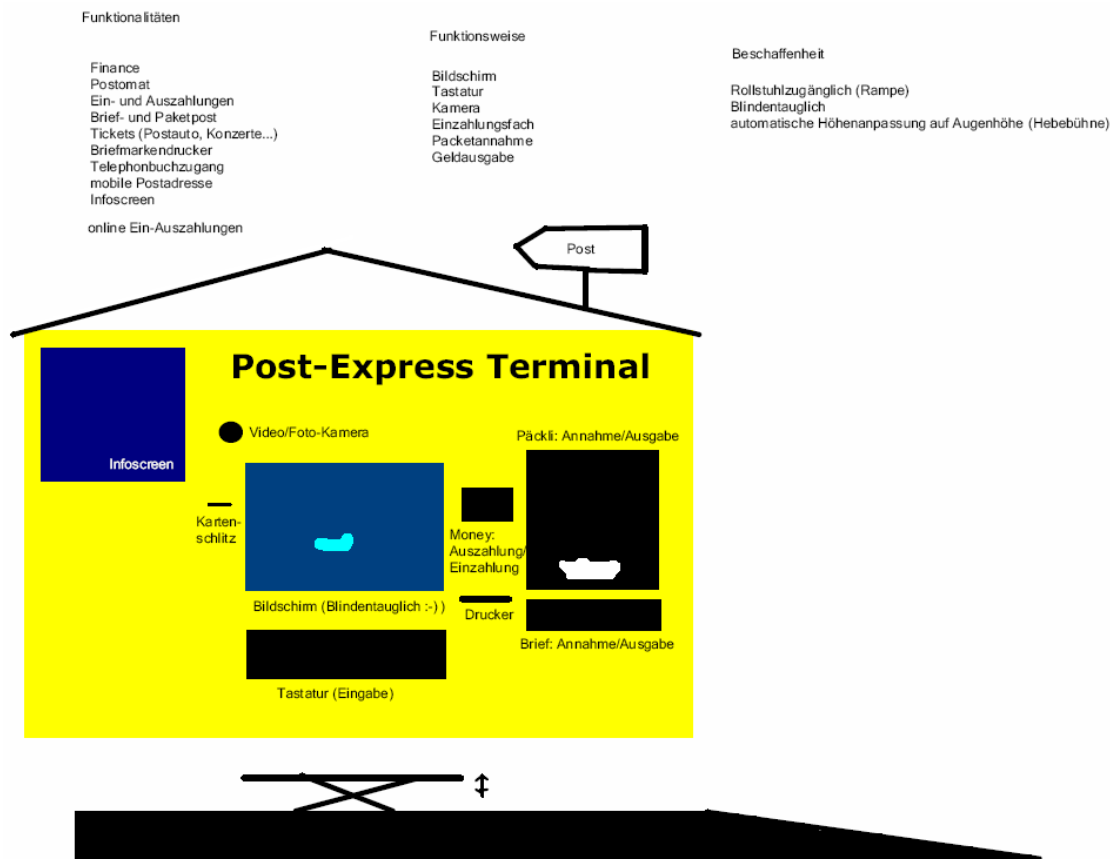 Funktionalitäten
Finance
Postomat
Ein- und Auszahlungen
Brief- und Paketpost
Tickets (Postauto, Konzerte...)
Briefmarkendrucker
Telephonbuchzugang
mobile Postadresse
Infoscreen
online Ein-Auszahlungen
Funktionsweise
Bildschirm
Tastatur
Kamera
Einzahlungsfach
Packetannahme
Geldausgabe
Beschaffenheit
Rollstuhlzugänglich (Rampe)
Blindentauglich
automatische Höhenanpassung auf Augenhöhe (Hebebühne)
Post
Post-Express Terminal
Infoscreen
Video/Foto-Kamera
Päckli: Annahme/Ausgabe
Karten-
schlitz
Money:
Auszahlung/
Einzahlung
Bildschirm (Blindentauglich :-) )
Drucker
Brief: Annahme/Ausgabe
Tastatur (Eingabe)